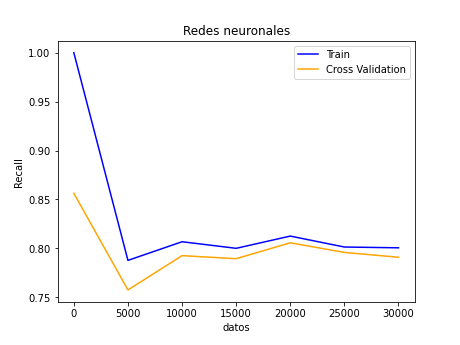 Redes neuronales
Train
Cross Validation
1.00
0.95
0.90
0.85
0.80
0.75
Recall
0 5000 10000 15000 20000 25000 30000
datos